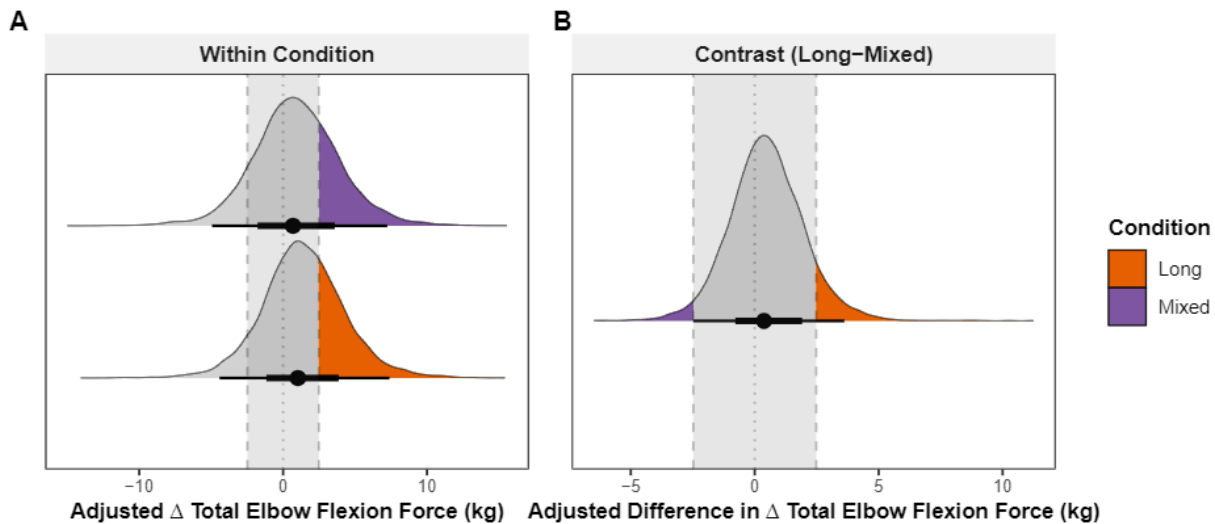 A
Within Condition
−10
0
10
Adjusted Δ Total Elbow Flexion Force (kg)
B
Contrast (Long−Mixed)
−5
0
5
10
Adjusted Difference in Δ Total Elbow Flexion Force (kg)
Condition
Long
Mixed